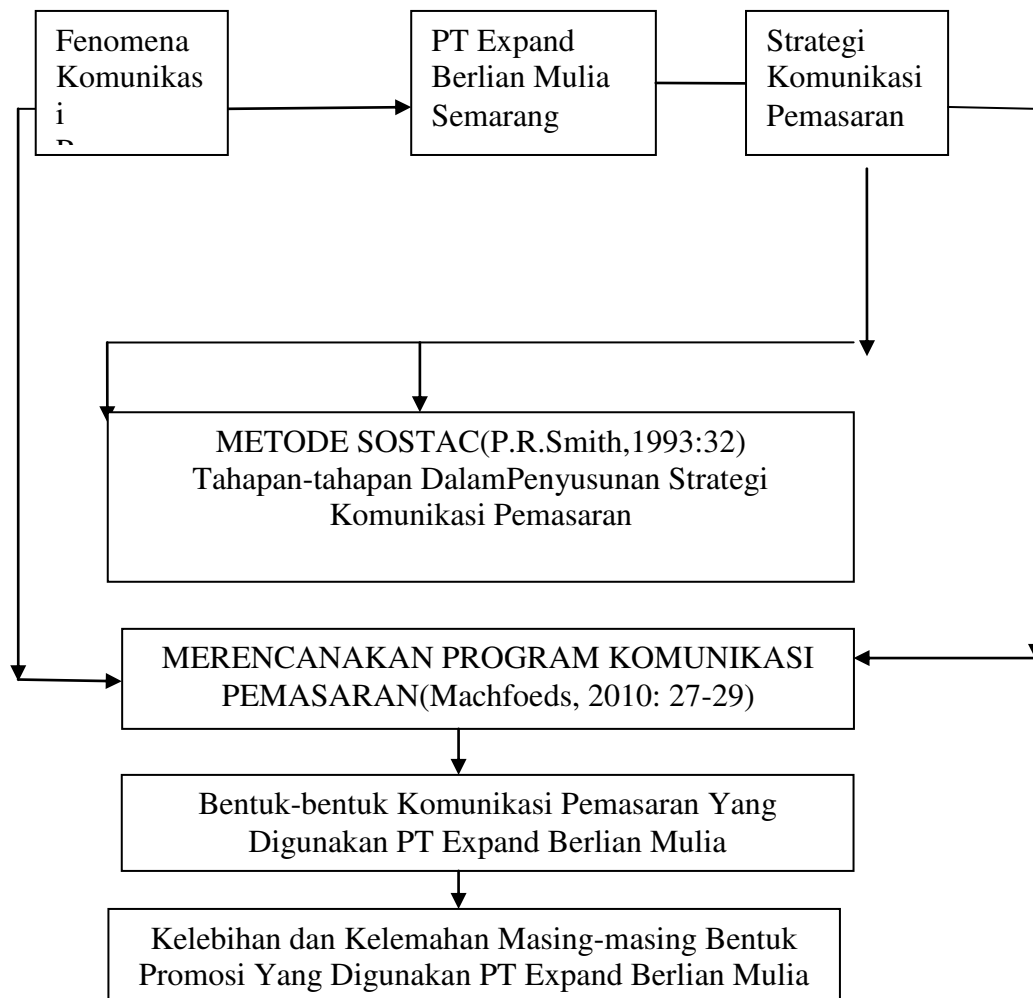 Fenomena
Komunikas
i
PT Expand
Berlian Mulia
Semarang
Strategi
Komunikasi
Pemasaran
METODE SOSTAC(P.R.Smith,1993:32)
Tahapan-tahapan DalamPenyusunan Strategi
Komunikasi Pemasaran
MERENCANAKAN PROGRAM KOMUNIKASI
PEMASARAN(Machfoeds, 2010: 27-29)
Bentuk-bentuk Komunikasi Pemasaran Yang
Digunakan PT Expand Berlian Mulia
Kelebihan dan Kelemahan Masing-masing Bentuk
Promosi Yang Digunakan PT Expand Berlian Mulia